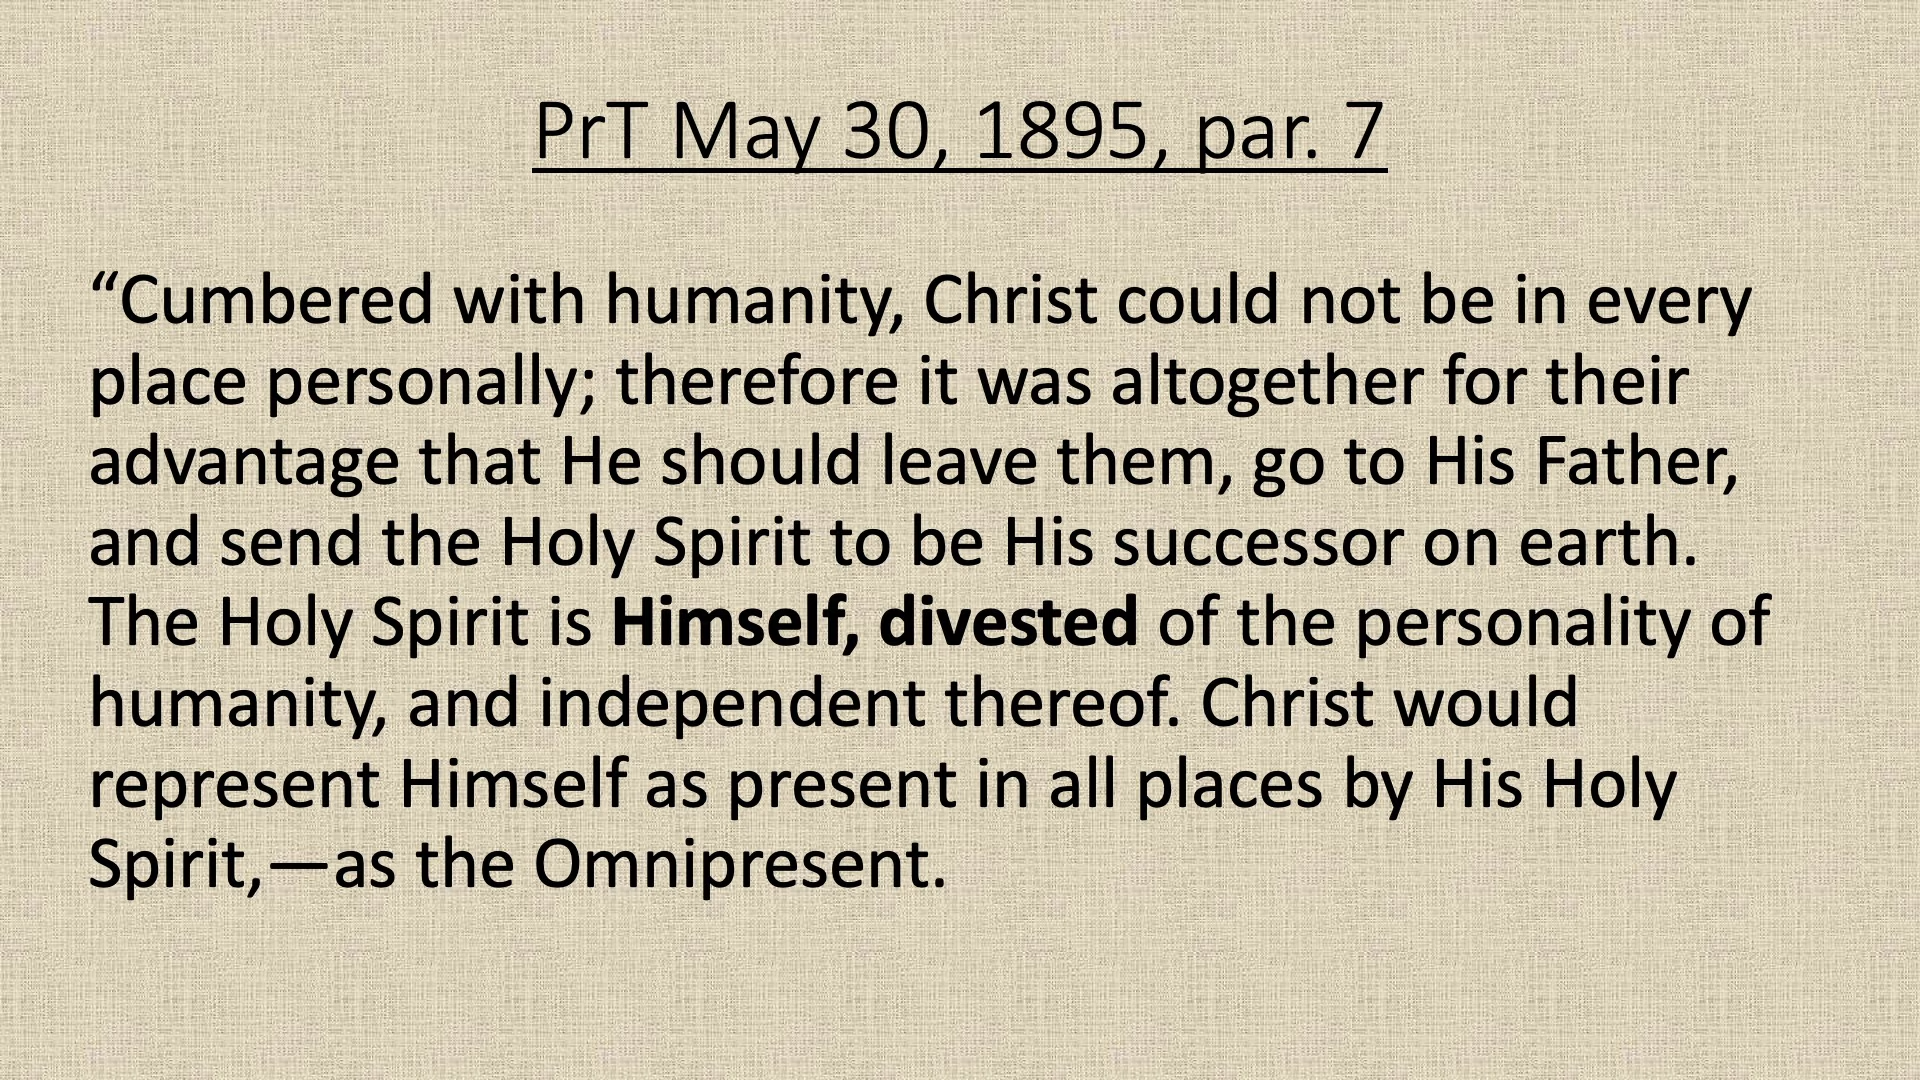 PrT May 30, 1895, par. 7
“Cumbered with humanity, Christ could not be in every
place personally; therefore it was altogether for their
advantage that He should leave them, go to His Father,
and send the Holy Spirit to be His successor on earth.
The Holy Spirit is Himself, divested of the personality of
humanity, and independent thereof. Christ would
represent Himself as present in all places by His Holy
Spirit,—as the Omnipresent.